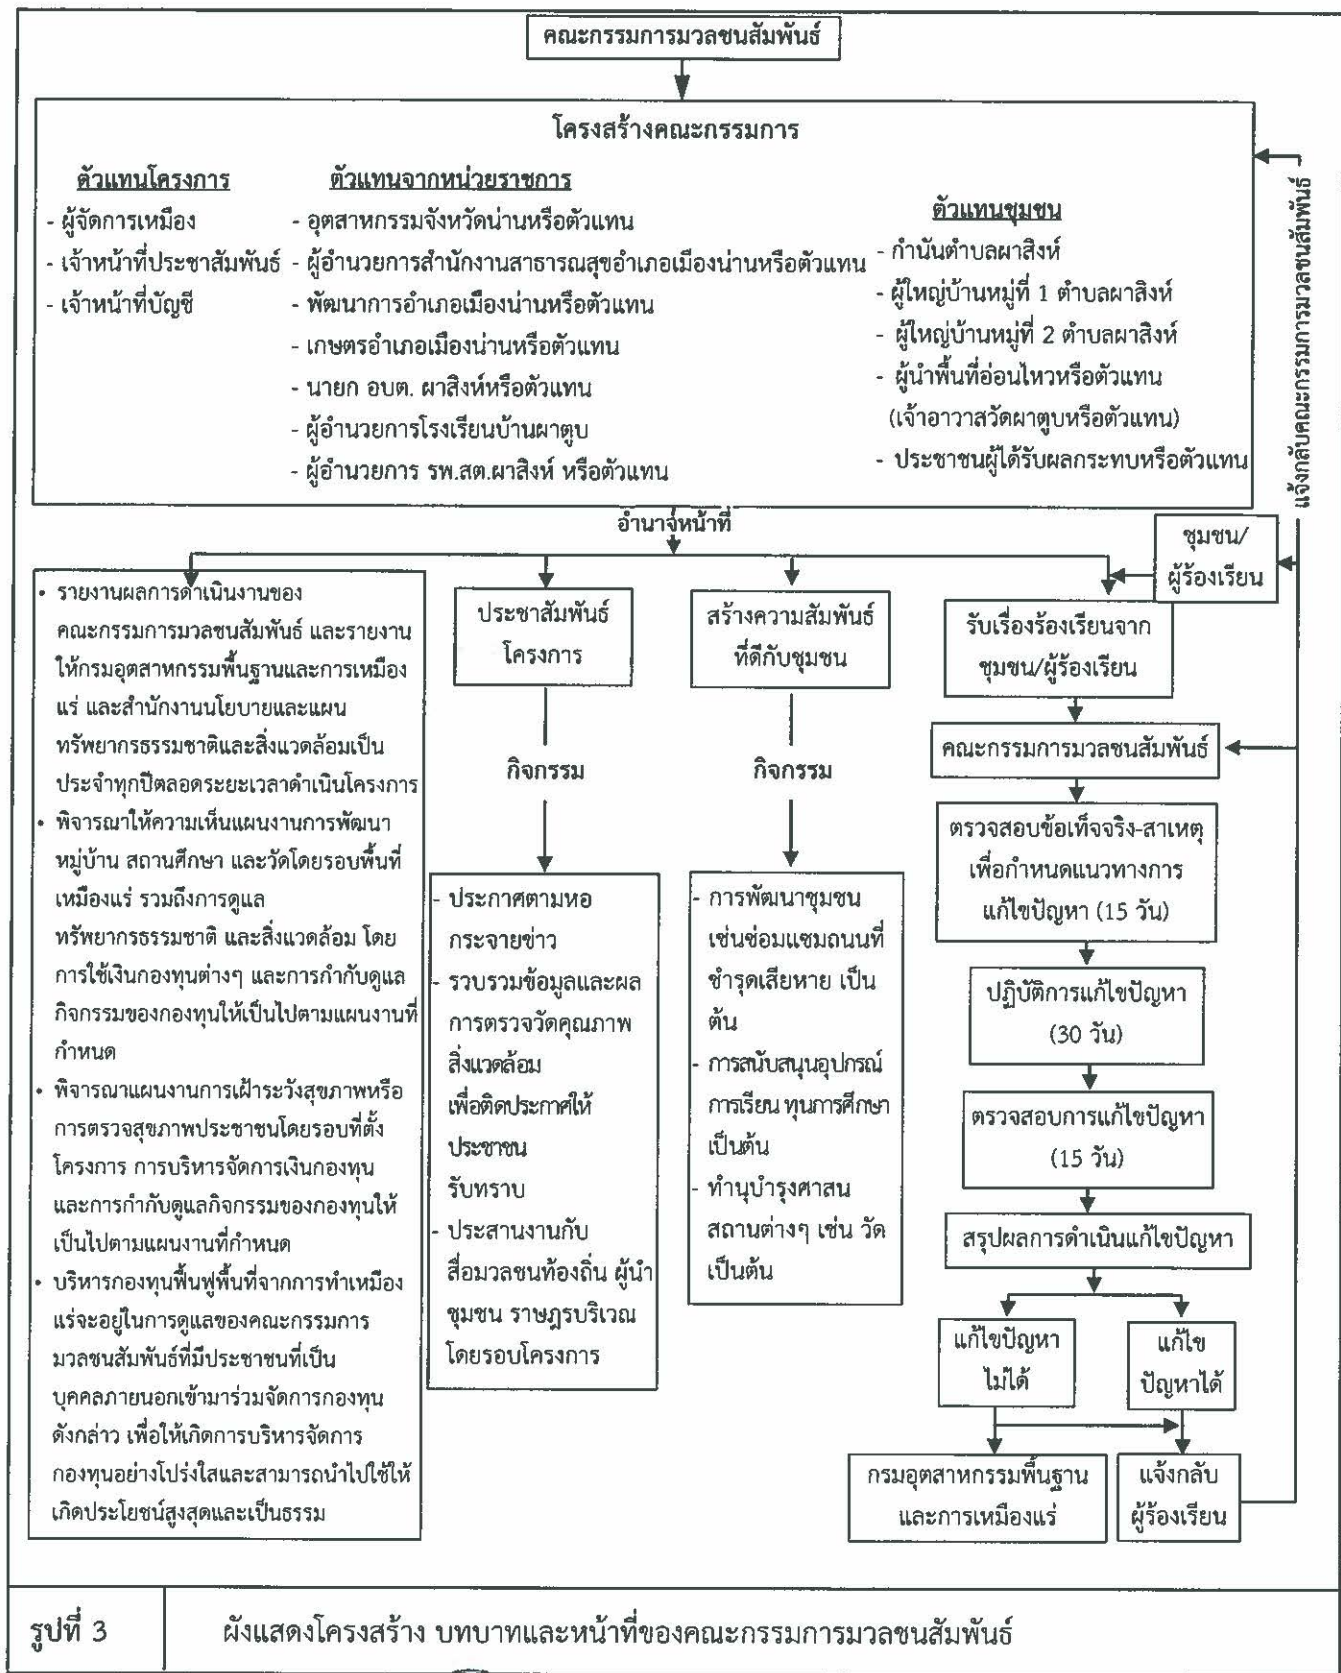 คณะกรรมการมวลชนสัมพันธ์
โครงสร้างคณะกรรมการ
ตัวแทนโครงการ
- ผู้จัดการเหมือง
- เจ้าหน้าที่ประชาสัมพันธ์
- เจ้าหน้าที่บัญชี
ตัวแทนจากหน่วยราชการ
- อุตสาหกรรมจังหวัดน่านหรือตัวแทน
- ผู้อำนวยการสำนักงานสาธารณสุขอำเภอเมืองน่านหรือตัวแทน
- พัฒนาการอำเภอเมืองน่านหรือตัวแทน
- เกษตรอำเภอเมืองน่านหรือตัวแทน
- นายก อบต. ผาสิงห์หรือตัวแทน
- ผู้อำนวยการโรงเรียนบ้านผาตูบ
- ผู้อำนวยการ รพ.สต.ผาสิงห์ หรือตัวแทน
ตัวแทนชุมชน
- กำนันตำบลผาสิงห์
- ผู้ใหญ่บ้านหมู่ที่ 1 ตำบลผาสิงห์
- ผู้ใหญ่บ้านหมู่ที่ 2 ตำบลผาสิงห์
- ผู้นำพื้นที่อ่อนไหวหรือตัวแทน
(เจ้าอาวาสวัดผาตูบหรือตัวแทน)
- ประชาชนผู้ได้รับผลกระทบหรือตัวแทน
แจ้งกลับคณะกรรมการมวลชนสัมพันธ์
อำนาจหน้าที่
ชุมชน/
ผู้ร้องเรียน
• รายงานผลการดำเนินงานของ
คณะกรรมการมวลชนสัมพันธ์ และรายงาน
ให้กรมอุตสาหกรรมพื้นฐานและการเหมือง
แร่ และสำนักงานนโยบายและแผน
ทรัพยากรธรรมชาติและสิ่งแวดล้อมเป็น
ประจำทุกปีตลอดระยะเวลาดำเนินโครงการ
• พิจารณาให้ความเห็นแผนงานการพัฒนา
หมู่บ้าน สถานศึกษา และวัดโดยรอบพื้นที่
เหมืองแร่ รวมถึงการดูแล
ทรัพยากรธรรมชาติ และสิ่งแวดล้อม โดย
การใช้เงินกองทุนต่างๆ และการกำกับดูแล
กิจกรรมของกองทุนให้เป็นไปตามแผนงานที่
กำหนด
• พิจารณาแผนงานการเฝ้าระวังสุขภาพหรือ
การตรวจสุขภาพประชาชนโดยรอบที่ตั้ง
โครงการ การบริหารจัดการเงินกองทุน
และการกำกับดูแลกิจกรรมของกองทุนให้
เป็นไปตามแผนงานที่กำหนด
• บริหารกองทุนฟื้นฟูพื้นที่จากการทำเหมือง
แร่จะอยู่ในการดูแลของคณะกรรมการ
มวลชนสัมพันธ์ที่มีประชาชนที่เป็น
บุคคลภายนอกเข้ามาร่วมจัดการกองทุน
ดังกล่าว เพื่อให้เกิดการบริหารจัดการ
กองทุนอย่างโปร่งใสและสามารถนำไปใช้ให้
เกิดประโยชน์สูงสุดและเป็นธรรม
ประชาสัมพันธ์
โครงการ
กิจกรรม
- ประกาศตามหอ
กระจายข่าว
- รวบรวมข้อมูลและผล
การตรวจวัดคุณภาพ
สิ่งแวดล้อม
เพื่อติดประกาศให้
ประชาชน
รับทราบ
- ประสานงานกับ
สื่อมวลชนท้องถิ่น ผู้นำ
ชุมชน ราษฎรบริเวณ
โดยรอบโครงการ
สร้างความสัมพันธ์
ที่ดีกับชุมชน
กิจกรรม
- การพัฒนาชุมชน
เช่นซ่อมแซมถนนที่
ชำรุดเสียหาย เป็น
ต้น
- การสนับสนุนอุปกรณ์
การเรียน ทุนการศึกษา
เป็นต้น
- ทำนุบำรุงศาสน
สถานต่างๆ เช่น วัด
เป็นต้น
รับเรื่องร้องเรียนจาก
ชุมชน/ผู้ร้องเรียน
คณะกรรมการมวลชนสัมพันธ์
ตรวจสอบข้อเท็จจริง-สาเหตุ
เพื่อกำหนดแนวทางการ
แก้ไขปัญหา (15 วัน)
ปฏิบัติการแก้ไขปัญหา
(30 วัน)
ตรวจสอบการแก้ไขปัญหา
(15 วัน)
สรุปผลการดำเนินแก้ไขปัญหา
แก้ไขปัญหา
ไม่ได้
แก้ไข
ปัญหาได้
กรมอุตสาหกรรมพื้นฐาน
และการเหมืองแร่
แจ้งกลับ
ผู้ร้องเรียน
รูปที่ 3
ผังแสดงโครงสร้าง บทบาทและหน้าที่ของคณะกรรมการมวลชนสัมพันธ์